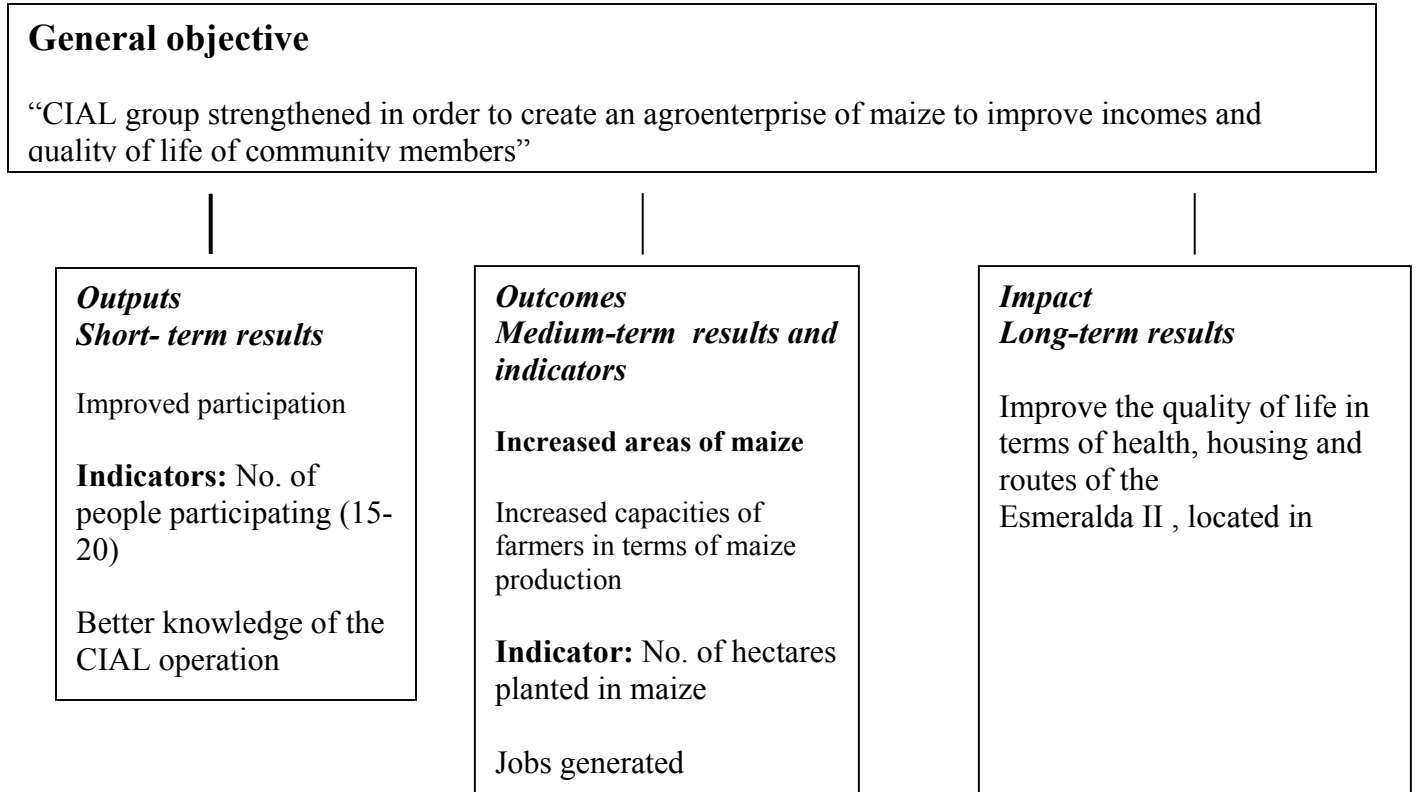 General objective
“CIAL group strengthened in order to create an agroenterprise of maize to improve incomes and
quality of life of community members”
Outputs
Short- term results
Improved participation
Indicators: No. of
people participating (15-
20)
Better knowledge of the
CIAL operation
Outcomes
Medium-term results and
indicators
Increased areas of maize
Increased capacities of
farmers in terms of maize
production
Indicator: No. of hectares
planted in maize
Jobs generated
Impact
Long-term results
Improve the quality of life in
terms of health, housing and
routes of the
Esmeralda II , located in